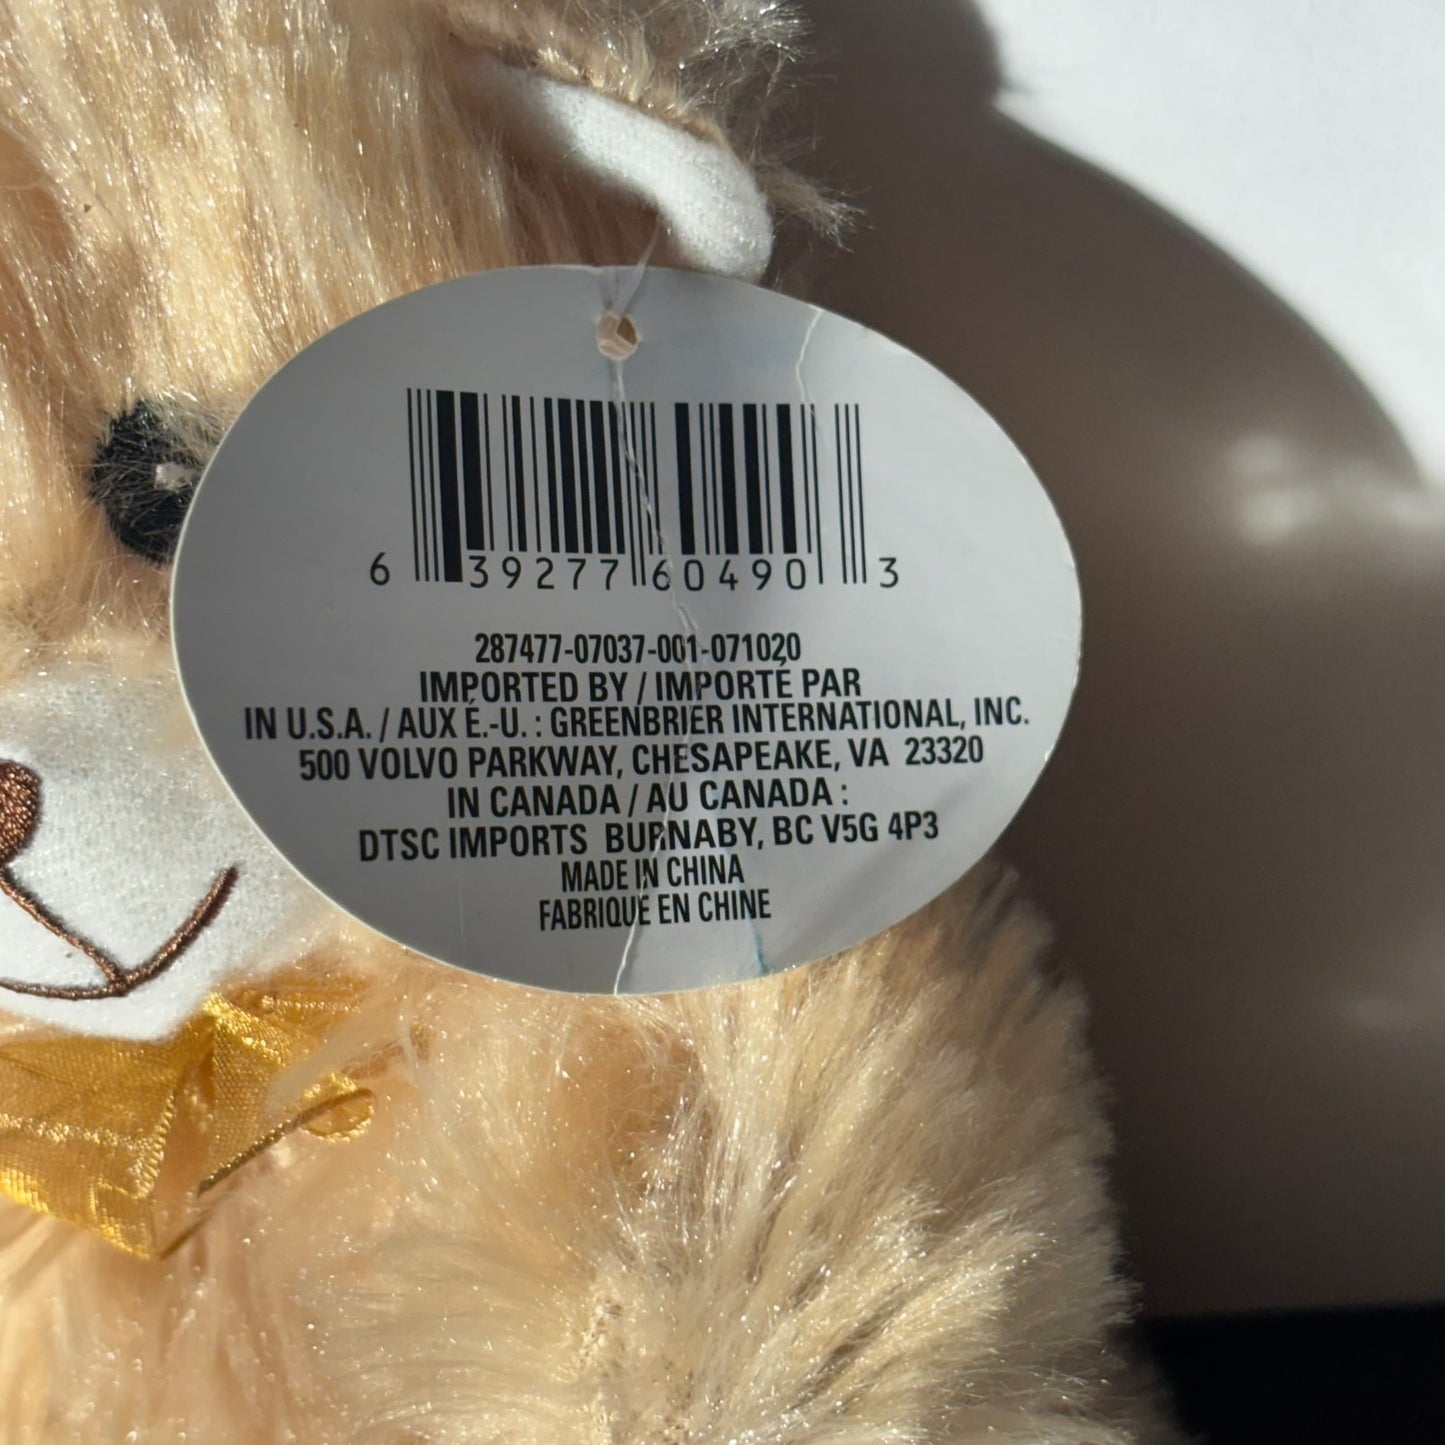 6 39277 60490 3
287477-07037-001-071020
IMPORTED BY / IMPORTÉ PAR
IN U.S.A. / AUX É.-U. : GREENBRIER INTERNATIONAL, INC.
500 VOLVO PARKWAY, CHESAPEAKE, VA 23320
IN CANADA / AU CANADA :
DTSC IMPORTS BURNABY, BC V5G 4P3
MADE IN CHINA
FABRIQUÉ EN CHINE